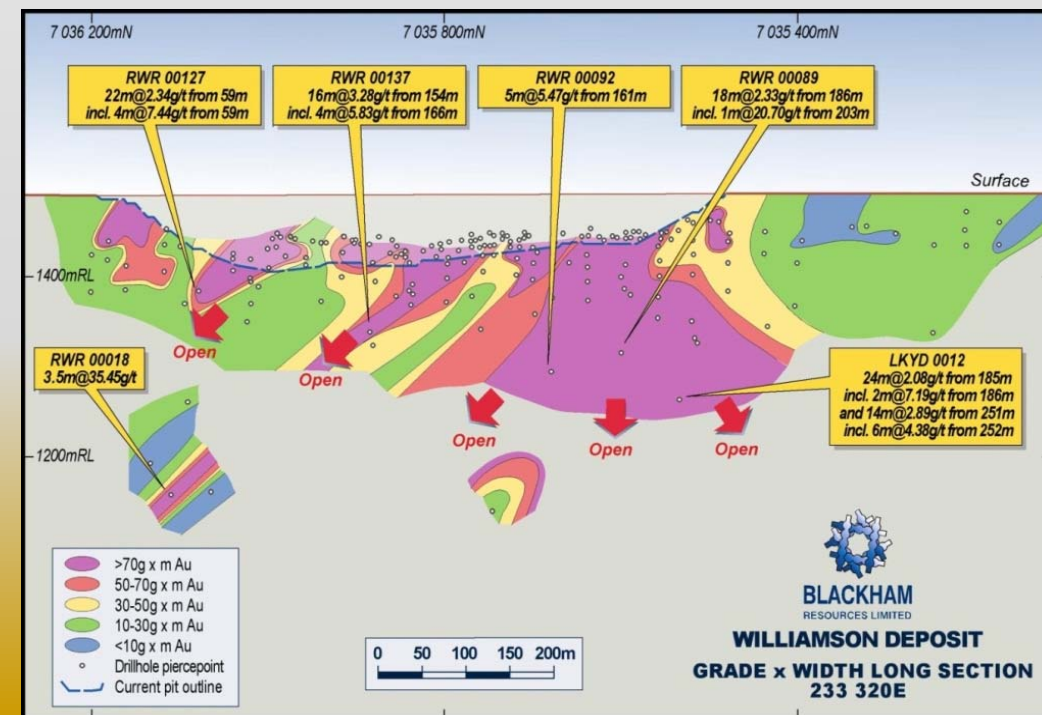 7 036 200mN
7 035 800mN
7 035 400mN
RWR 00127
22m@2.34g/t from 59m
incl. 4m@7.44g/t from 59m
RWR 00137
16m@3.28g/t from 154m
incl. 4m@5.83g/t from 166m
RWR 00092
5m@5.47g/t from 161m
RWR 00089
18m@2.33g/t from 186m
incl. 1m@20.70g/t from 203m
Surface
1400mRL
Open
Open
Open
Open
Open
RWR 00018
3.5m@35.45g/t
LKYD 0012
24m@2.08g/t from 185m
incl. 2m@7.19g/t from 186m
and 14m@2.89g/t from 251m
incl. 6m@4.38g/t from 252m
1200mRL
>70g x m Au
50-70g x m Au
30-50g x m Au
10-30g x m Au
<10g x m Au
Drillhole piercepoint
Current pit outline
0 50 100 150 200m
BLACKHAM
RESOURCES LIMITED
WILLIAMSON DEPOSIT
GRADE x WIDTH LONG SECTION
233 320E